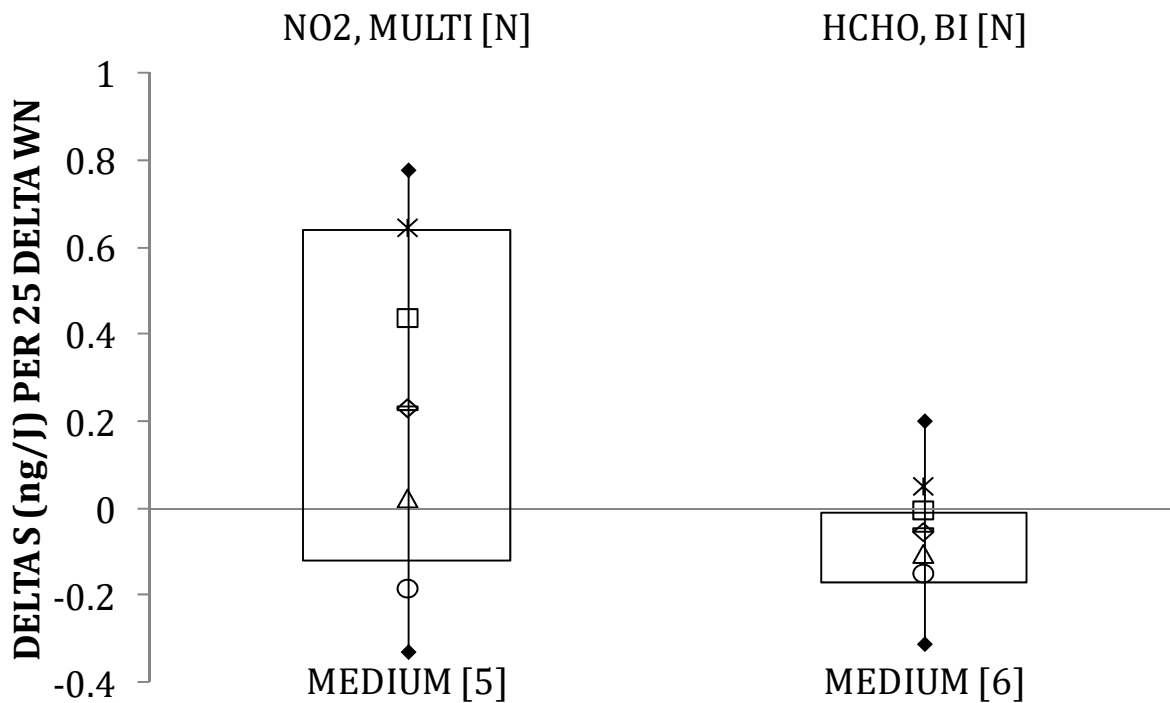 NO2, MULTI [N]
HCHO, BI [N]
DELTAS (ng/J) PER 25 DELTA WN
1
0.8
0.6
0.4
0.2
0
-0.2
-0.4
MEDIUM [5]
MEDIUM [6]